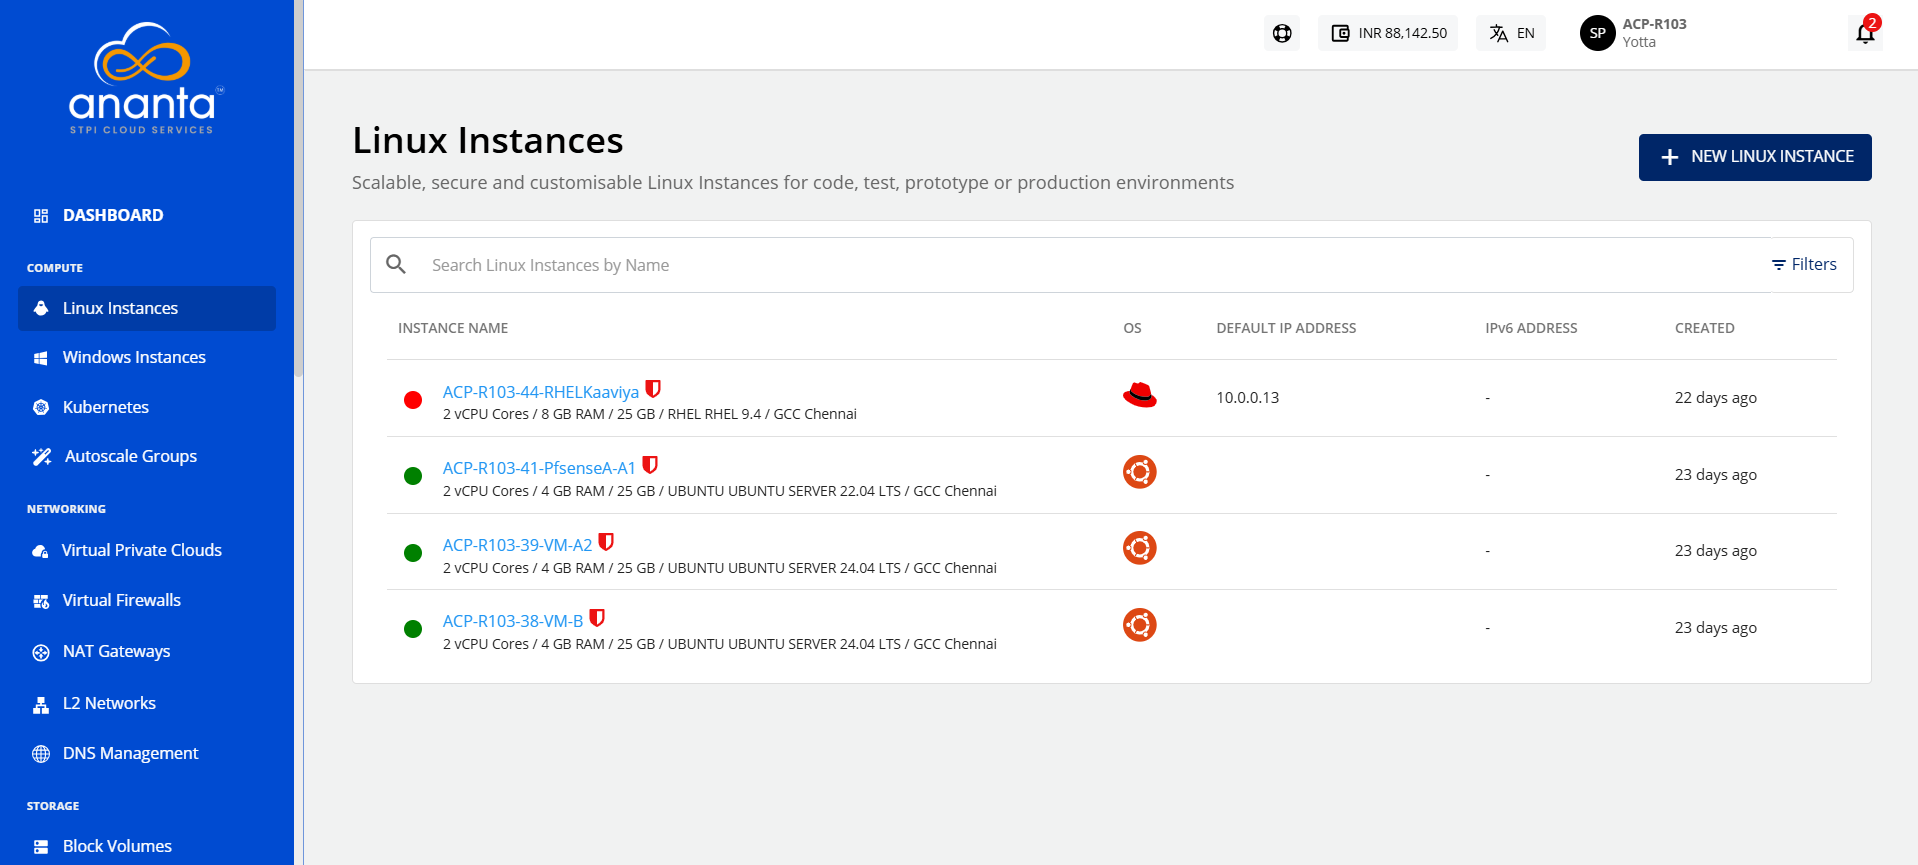 ananta™
STPI CLOUD SERVICES
DASHBOARD
COMPUTE
Linux Instances
Windows Instances
Kubernetes
Autoscale Groups
NETWORKING
Virtual Private Clouds
Virtual Firewalls
NAT Gateways
L2 Networks
DNS Management
STORAGE
Block Volumes
INR 88,142.50
EN
SP
ACP-R103
Yotta
2
Linux Instances
Scalable, secure and customisable Linux Instances for code, test, prototype or production environments
NEW LINUX INSTANCE
Search Linux Instances by Name
Filters
INSTANCE NAME OS DEFAULT IP ADDRESS IPv6 ADDRESS CREATED
ACP-R103-44-RHELKaaviya
2 vCPU Cores / 8 GB RAM / 25 GB / RHEL RHEL 9.4 / GCC Chennai
10.0.0.13 - 22 days ago
ACP-R103-41-PfsenseA-A1
2 vCPU Cores / 4 GB RAM / 25 GB / UBUNTU UBUNTU SERVER 22.04 LTS / GCC Chennai
- 23 days ago
ACP-R103-39-VM-A2
2 vCPU Cores / 4 GB RAM / 25 GB / UBUNTU UBUNTU SERVER 24.04 LTS / GCC Chennai
- 23 days ago
ACP-R103-38-VM-B
2 vCPU Cores / 4 GB RAM / 25 GB / UBUNTU UBUNTU SERVER 24.04 LTS / GCC Chennai
- 23 days ago